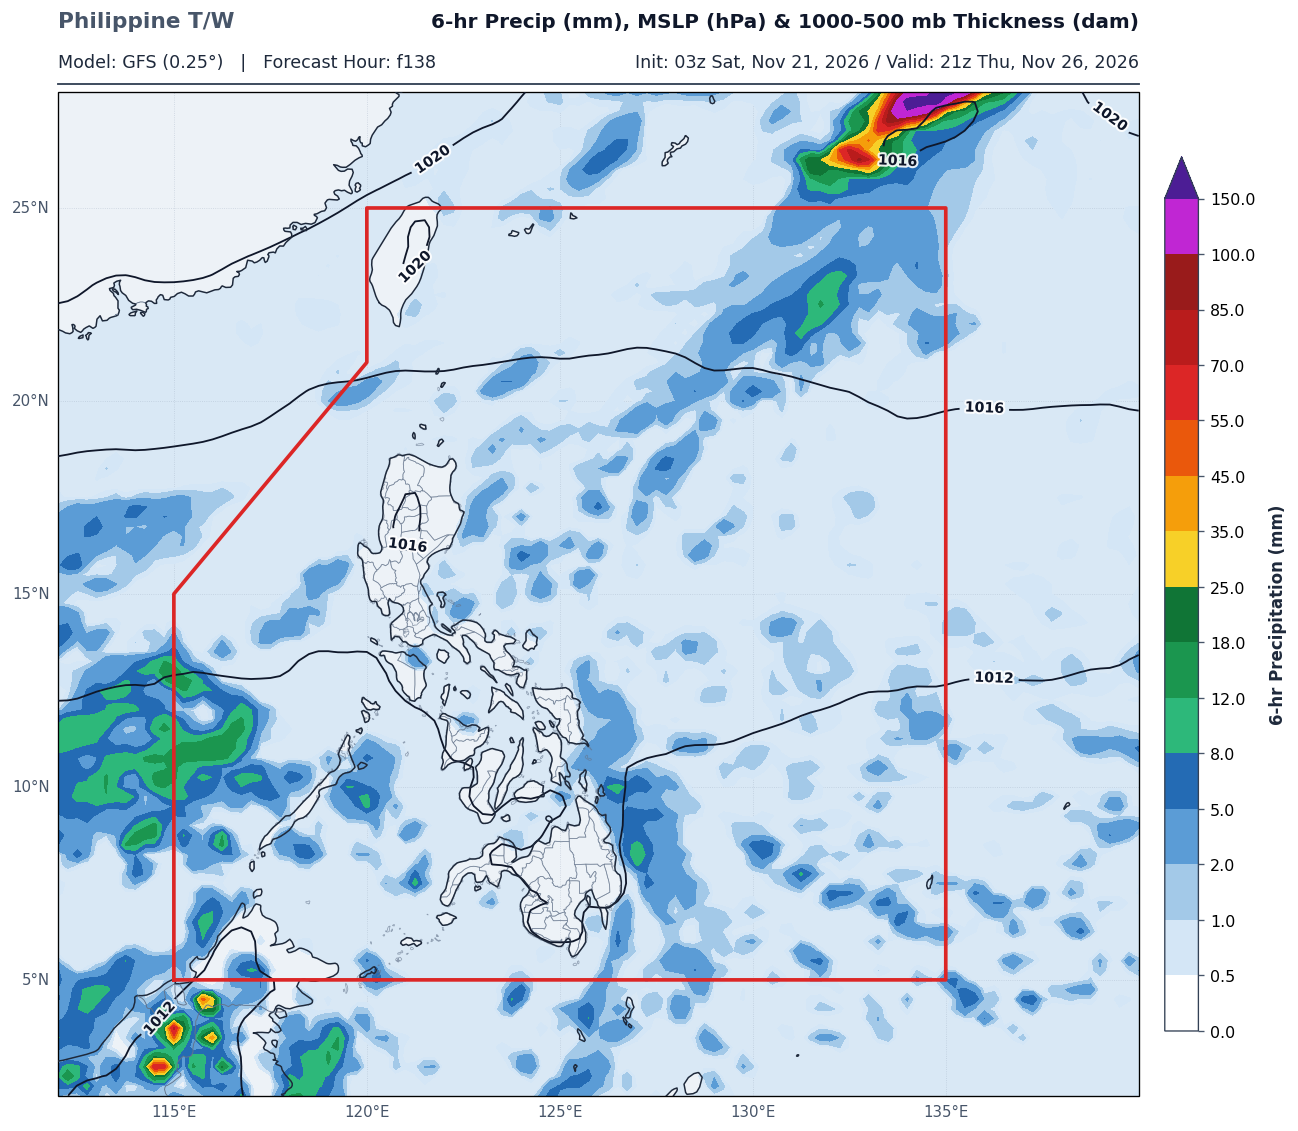 Philippine T/W
6-hr Precip (mm), MSLP (hPa) & 1000-500 mb Thickness (dam)
Model: GFS (0.25°) | Forecast Hour: f138
Init: 03z Sat, Nov 21, 2026 / Valid: 21z Thu, Nov 26, 2026
1020
1020
1016
1020
1016
1016
1012
1012
25°N
20°N
15°N
10°N
5°N
115°E
120°E
125°E
130°E
135°E
150.0
100.0
85.0
70.0
55.0
45.0
35.0
25.0
18.0
12.0
8.0
5.0
2.0
1.0
0.5
0.0
6-hr Precipitation (mm)